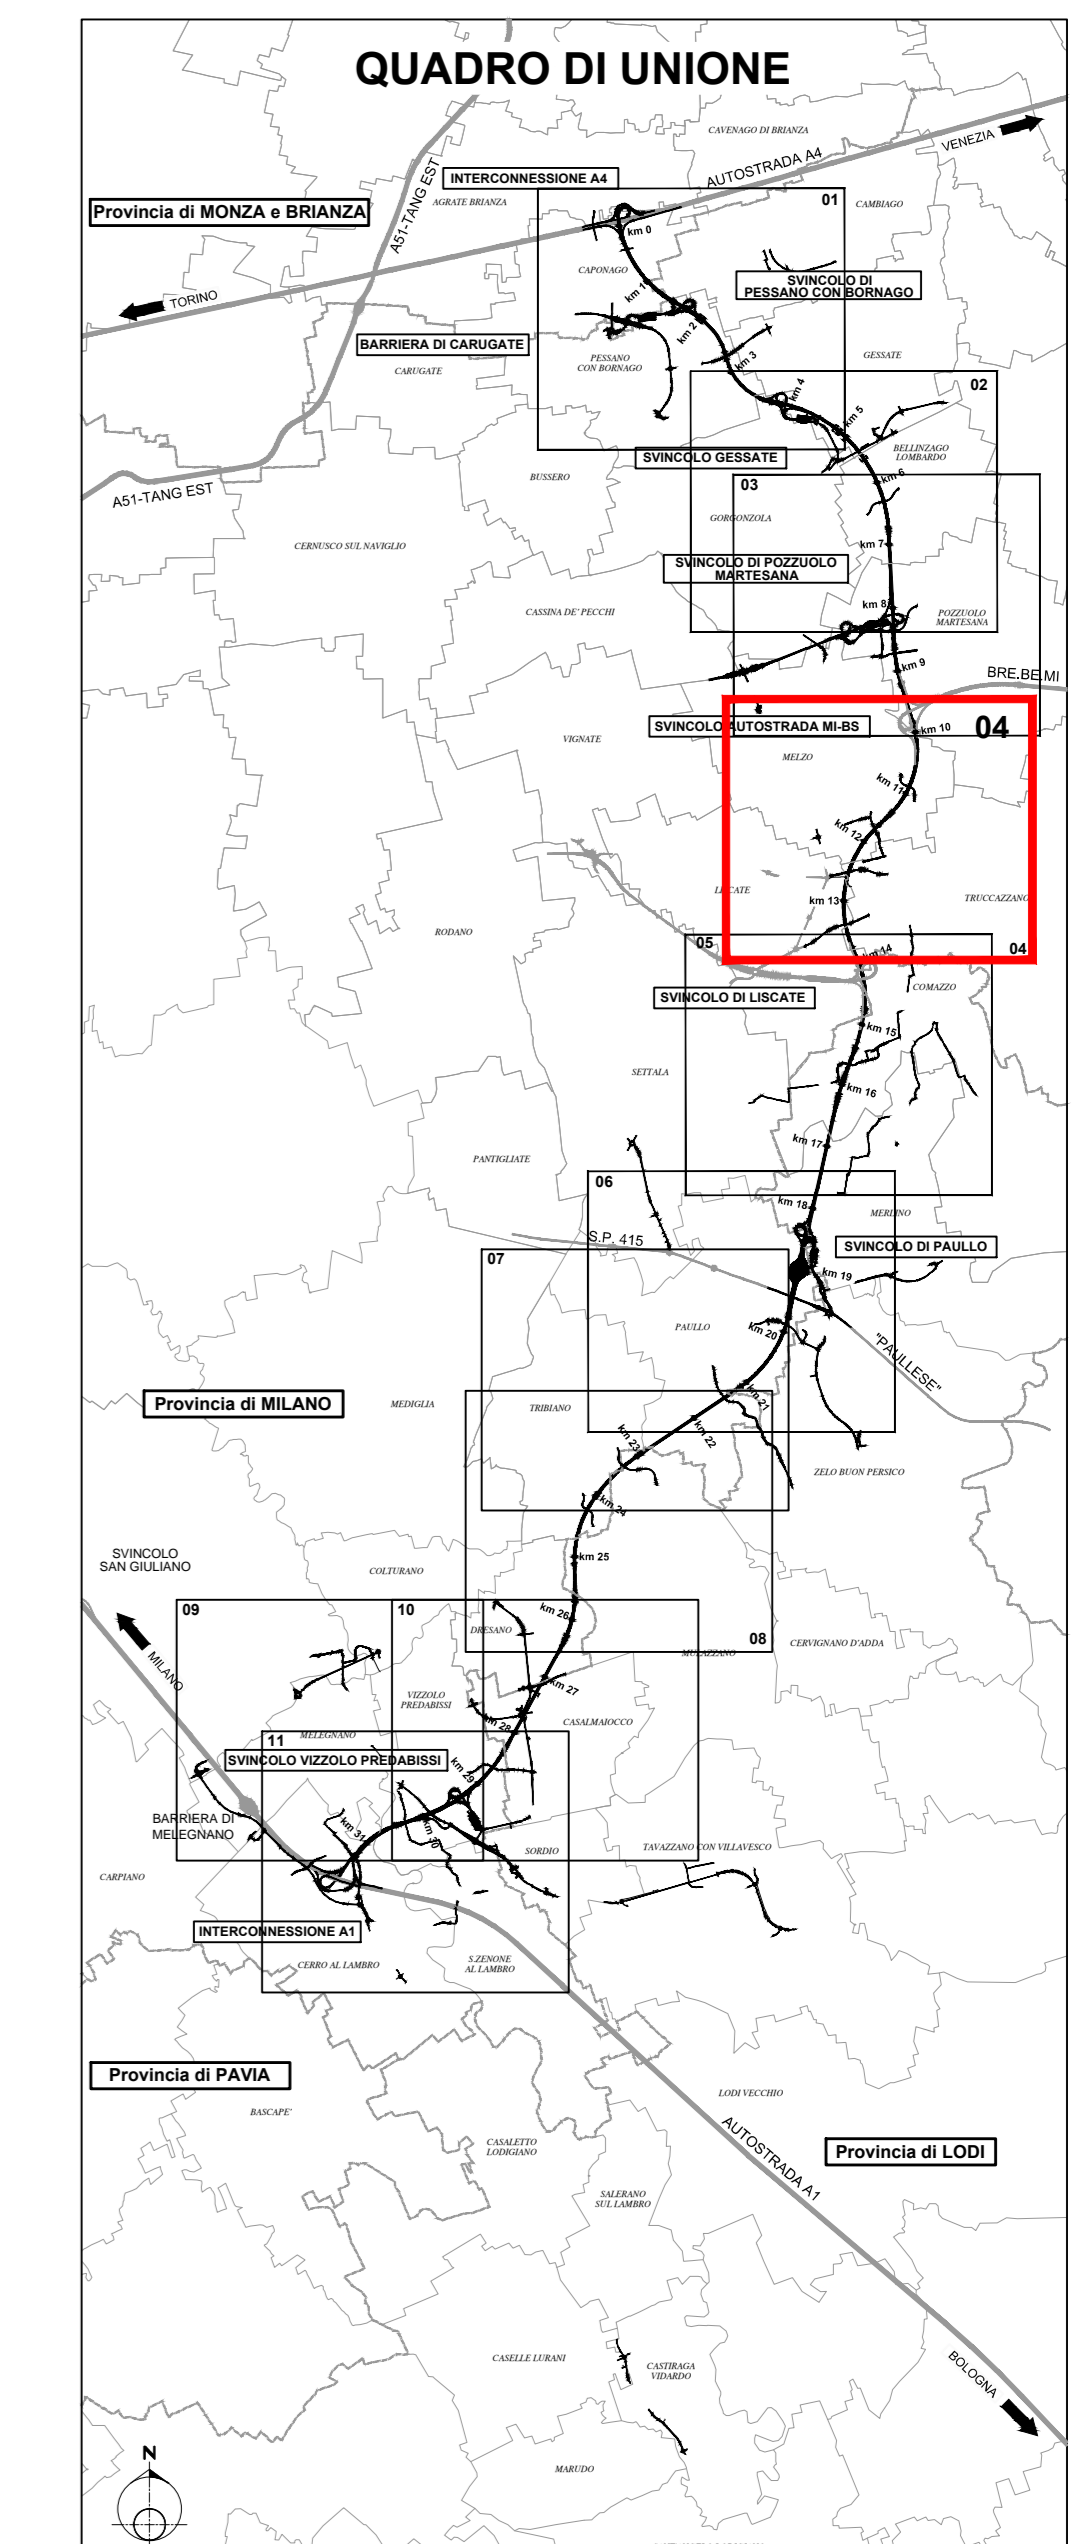 QUADRO DI UNIONE
CAVENAGO DI BRIANZA
VENEZIA
AUTOSTRADA A4
INTERCONNESSIONE A4
AGRATE BRIANZA
01
CAMBIAGO
Provincia di MONZA e BRIANZA
A51-TANG EST
km 0
CAPONAGO
km 1
SVINCOLO DI
PESSANO CON BORNAGO
TORINO
km 2
BARRIERA DI CARUGATE
CARUGATE
PESSANO
CON BORNAGO
km 3
GESSATE
02
km 4
km 5
SVINCOLO GESSATE
BELLINZAGO
LOMBARDO
BUSSERO
km 6
A51-TANG EST
03
GORGONZOLA
CERNUSCO SUL NAVIGLIO
km 7
SVINCOLO DI POZZUOLO
MARTESANA
CASSINA DE' PECCHI
km 8
POZZUOLO
MARTESANA
km 9
BRE.BE.MI
SVINCOLO AUTOSTRADA MI-BS
km 10
04
VIGNATE
MELZO
km 11
km 12
LISCATE
km 13
TRUCCAZZANO
RODANO
05
km 14
04
COMAZZO
SVINCOLO DI LISCATE
km 15
SETTALA
km 16
km 17
PANTIGLIATE
06
km 18
MERLINO
S.P. 415
SVINCOLO DI PAULLO
07
km 19
PAULLO
km 20
"PAULLESE"
Provincia di MILANO
MEDIGLIA
TRIBIANO
km 21
km 22
km 23
ZELO BUON PERSICO
km 24
SVINCOLO
SAN GIULIANO
km 25
COLTURANO
09
10
km 26
DRESANO
08
CERVIGNANO D'ADDA
MULAZZANO
MILANO
km 27
VIZZOLO
PREDABISSI
km 28
CASALMAIOCCO
MELEGNANO
11
SVINCOLO VIZZOLO PREDABISSI
km 29
BARRIERA DI
MELEGNANO
km 31
km 30
SORDIO
TAVAZZANO CON VILLAVESCO
CARPIANO
INTERCONNESSIONE A1
CERRO AL LAMBRO
S.ZENONE
AL LAMBRO
Provincia di PAVIA
LODI VECCHIO
BASCAPE'
AUTOSTRADA A1
CASALETTO
LODIGIANO
Provincia di LODI
SALERANO
SUL LAMBRO
CASELLE LURANI
CASTIRAGA
VIDARDO
BOLOGNA
N
MARUDO